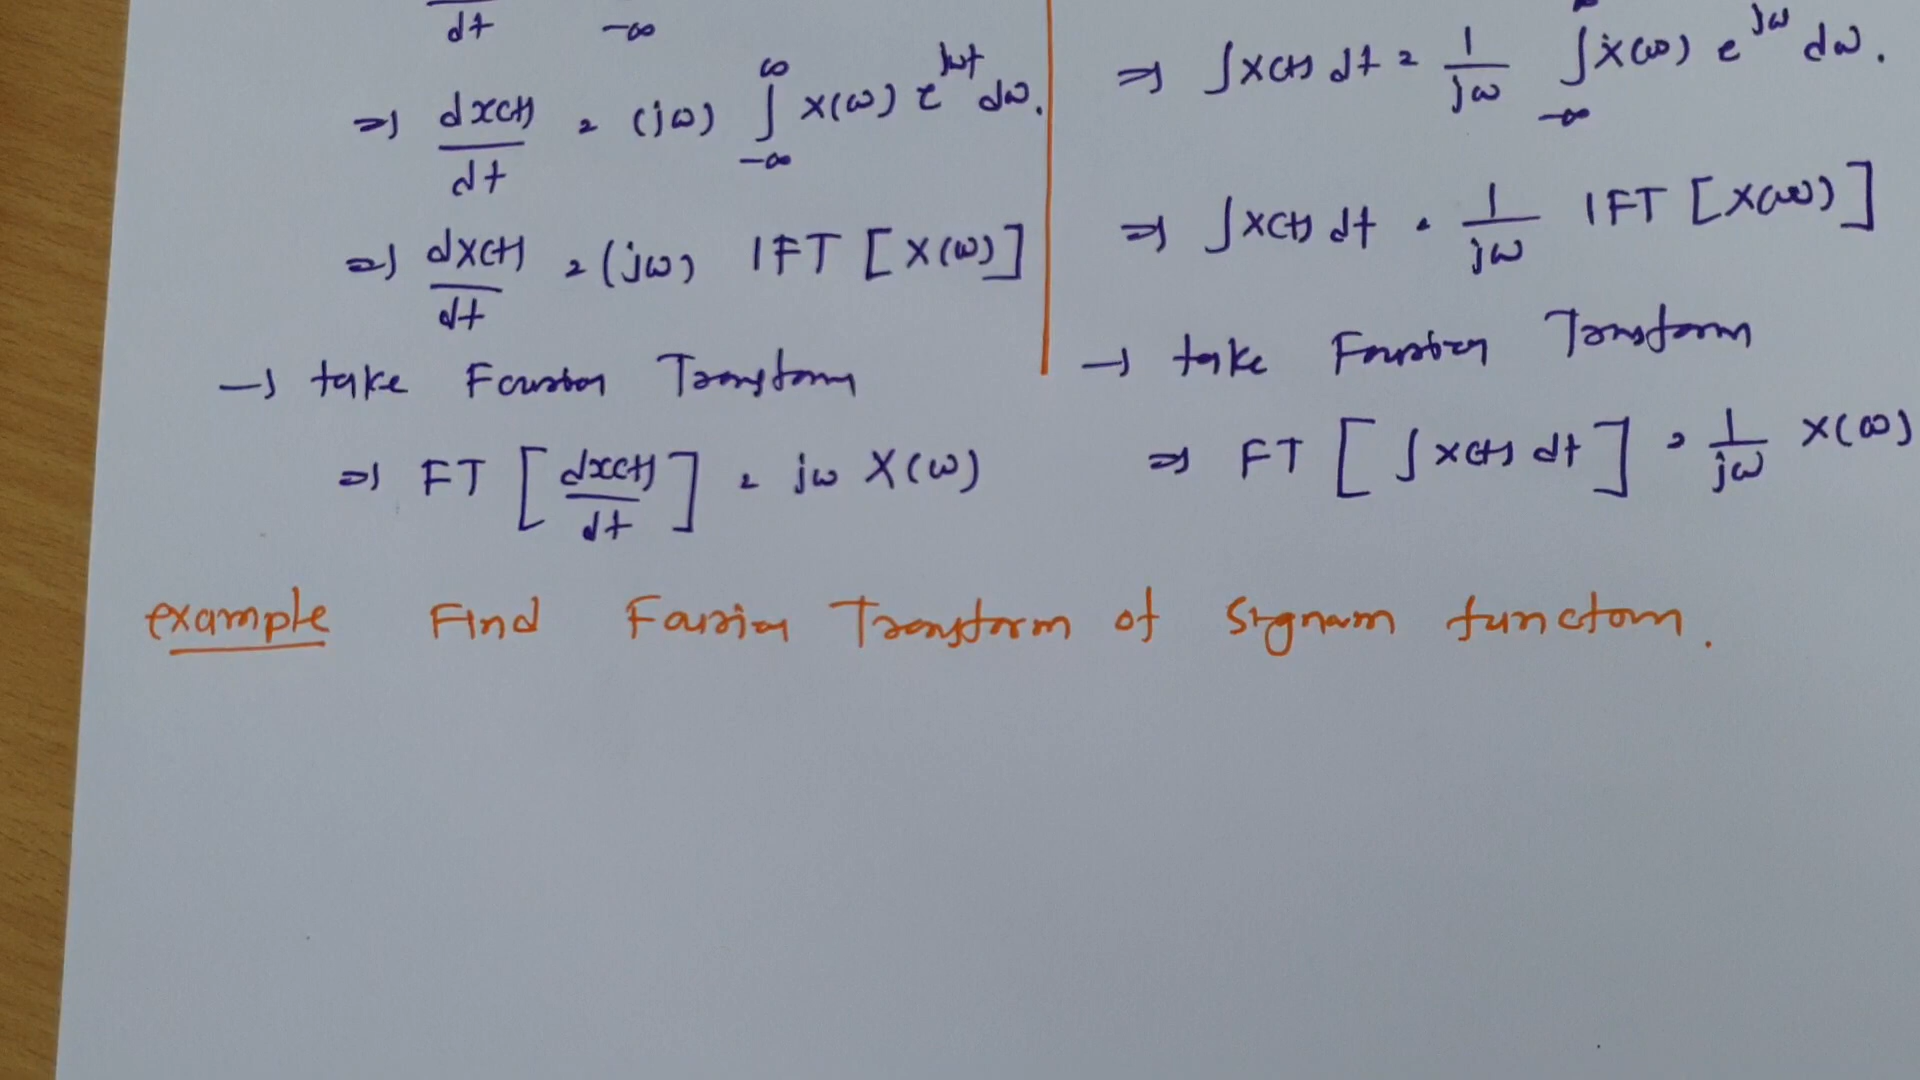 dt -∞
⇒ dx(t)/dt = (jω) ∫_{-∞}^{∞} X(ω) e^{jωt} dω.
⇒ dx(t)/dt = (jω) IFT [X(ω)]
→ take Fourier Transform
⇒ FT [dx(t)/dt] = jω X(ω)
⇒ ∫x(t) dt = 1/jω ∫_{-∞}^{∞} X(ω) e^{jω} dω.
⇒ ∫x(t) dt = 1/jω IFT [X(ω)]
→ take Fourier Transform
⇒ FT [∫x(t) dt] = 1/jω X(ω)
example Find Fourier Transform of Signum function.